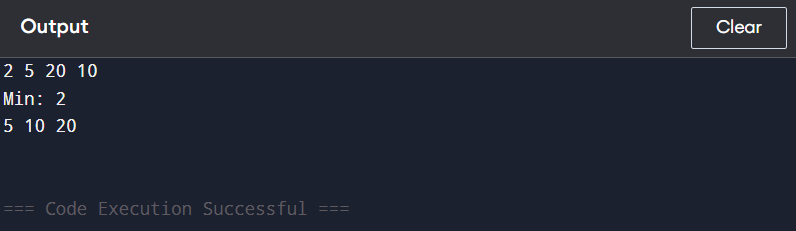 Output
Clear
2 5 20 10
Min: 2
5 10 20
=== Code Execution Successful ===